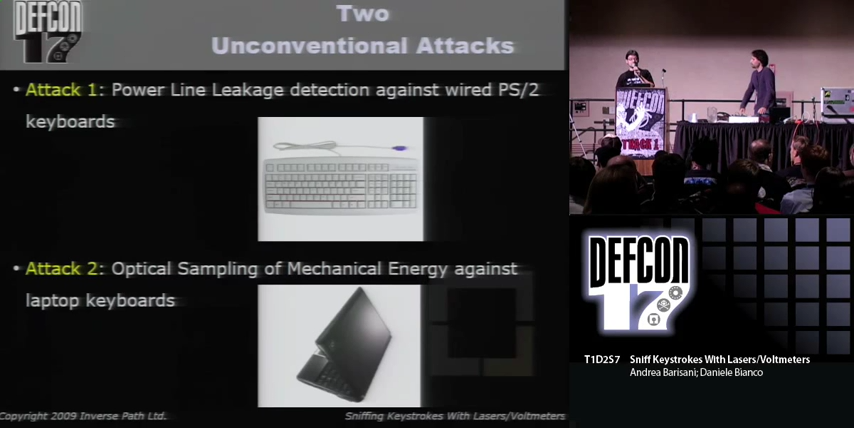 DEFCON
17
Two
Unconventional Attacks
• Attack 1: Power Line Leakage detection against wired PS/2
keyboards
• Attack 2: Optical Sampling of Mechanical Energy against
laptop keyboards
Copyright 2009 Inverse Path Ltd.
Sniffing Keystrokes With Lasers/Voltmeters
DEFCON
TRACK 1
DEFCON
17
T1D2S7 Sniff Keystrokes With Lasers/Voltmeters
Andrea Barisani; Daniele Bianco